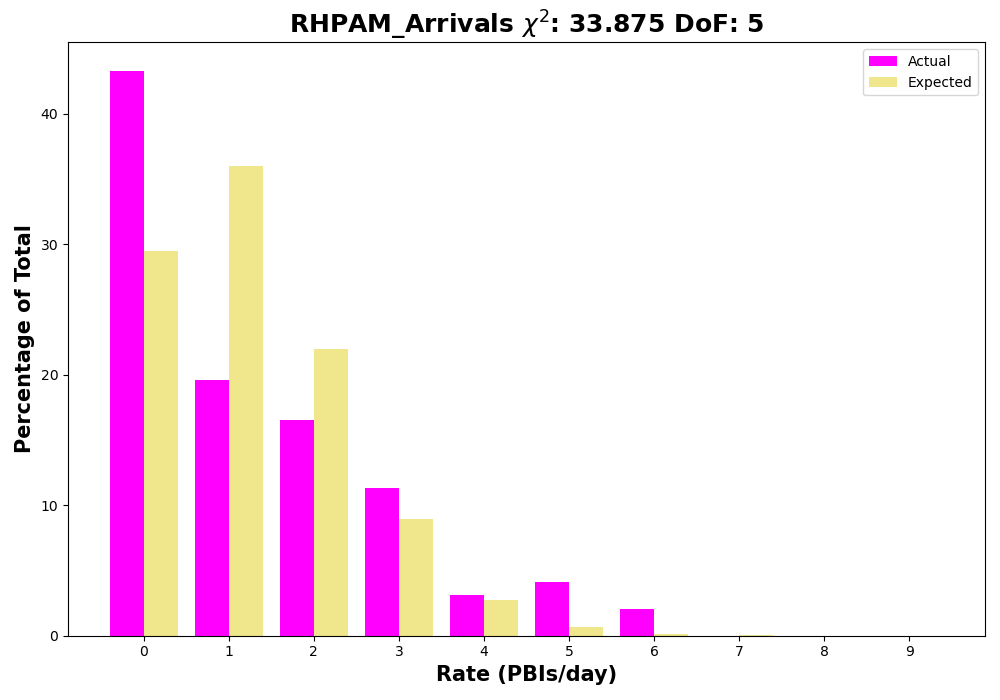 RHPAM_Arrivals χ²: 33.875 DoF: 5
Actual
Expected
Percentage of Total
40
30
20
10
0
0 1 2 3 4 5 6 7 8 9
Rate (PBIs/day)